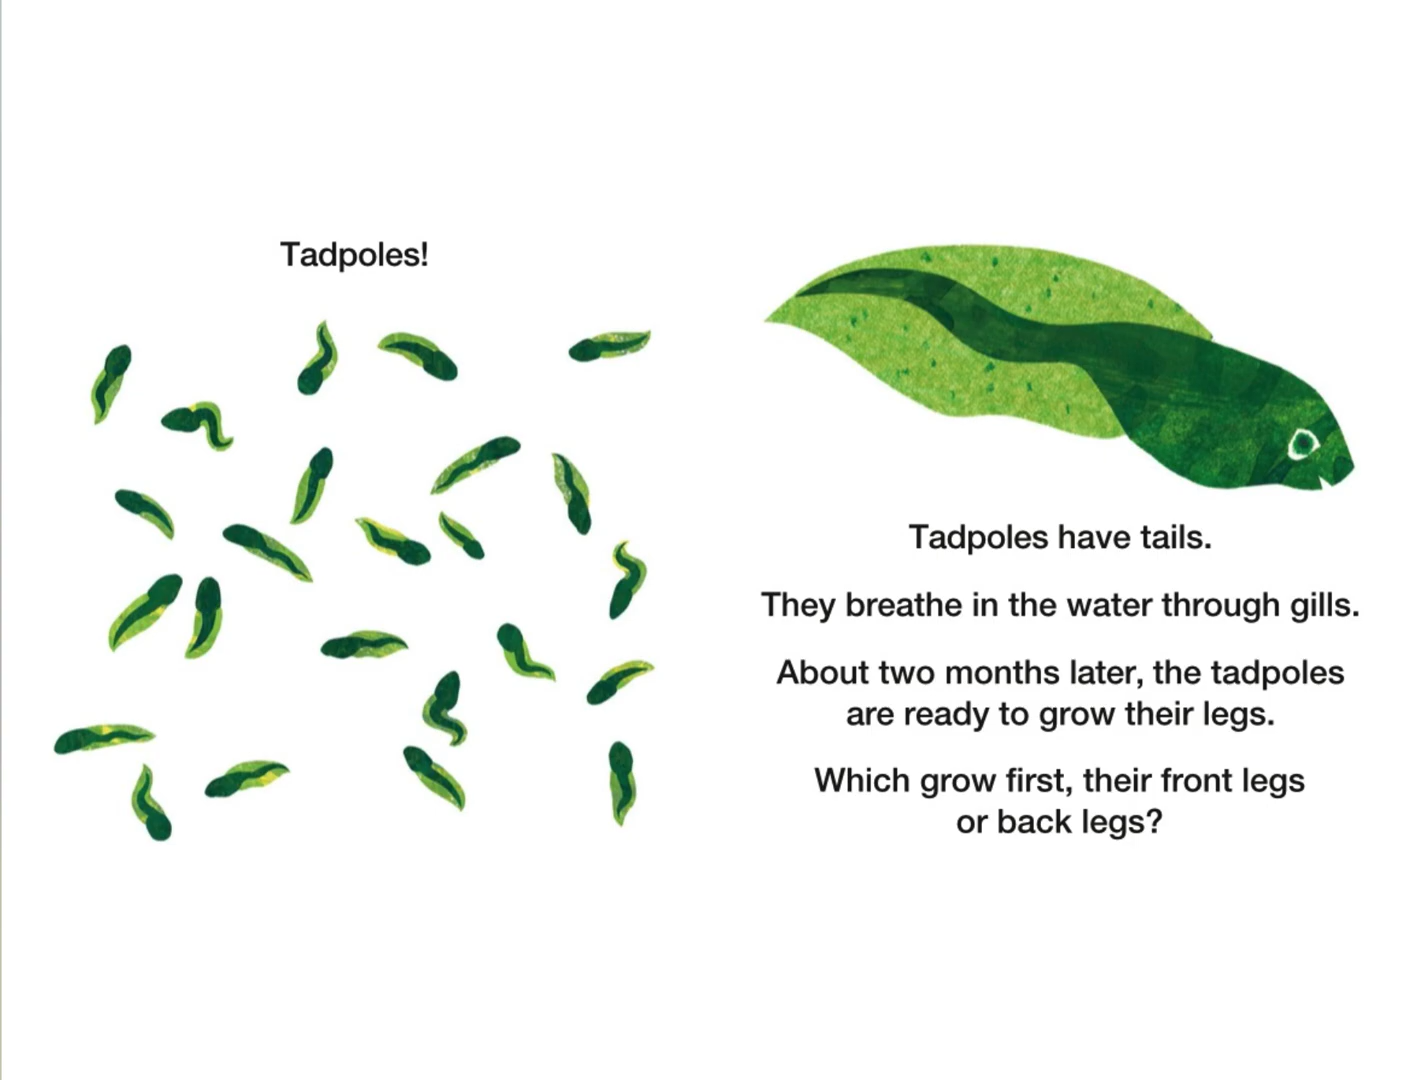 Tadpoles!
Tadpoles have tails.
They breathe in the water through gills.
About two months later, the tadpoles
are ready to grow their legs.
Which grow first, their front legs
or back legs?